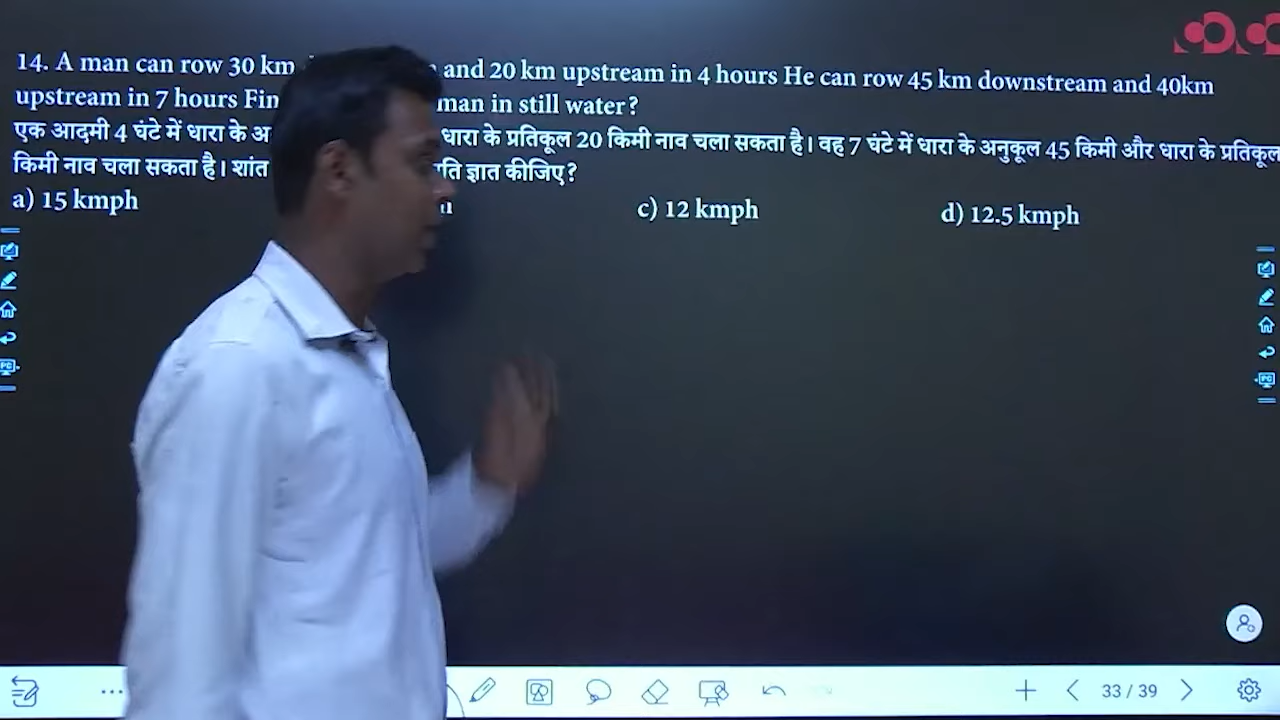 14. A man can row 30 km and 20 km upstream in 4 hours He can row 45 km downstream and 40km
upstream in 7 hours Fin man in still water?
एक आदमी 4 घंटे में धारा के अ धारा के प्रतिकूल 20 किमी नाव चला सकता है। वह 7 घंटे में धारा के अनुकूल 45 किमी और धारा के प्रतिकूल
किमी नाव चला सकता है। शांत गति ज्ञात कीजिए?
a) 15 kmph c) 12 kmph d) 12.5 kmph
33 / 39